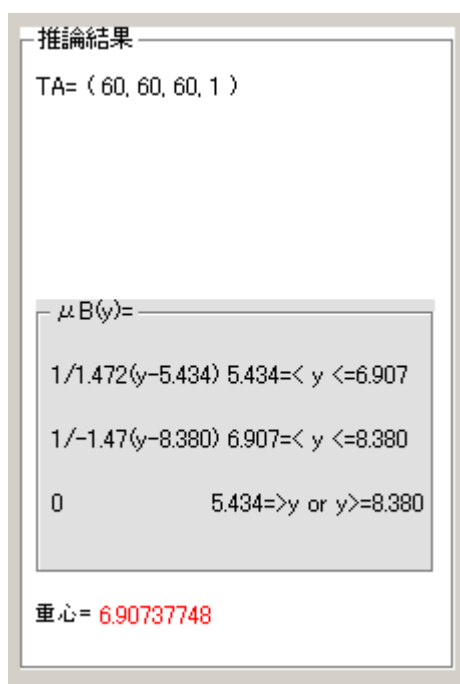 推論結果
TA= ( 60, 60, 60, 1 )
μB(y)=
1/1.472(y-5.434) 5.434=< y <=6.907
1/-1.47(y-8.380) 6.907=< y <=8.380
0 5.434=>y or y>=8.380
重心= 6.90737748